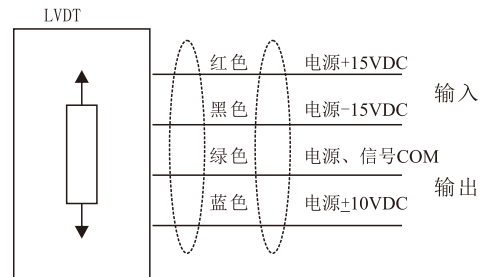 LVDT
红色 电源+15VDC
输入
黑色 电源-15VDC
绿色 电源、信号COM
输出
蓝色 电源±10VDC